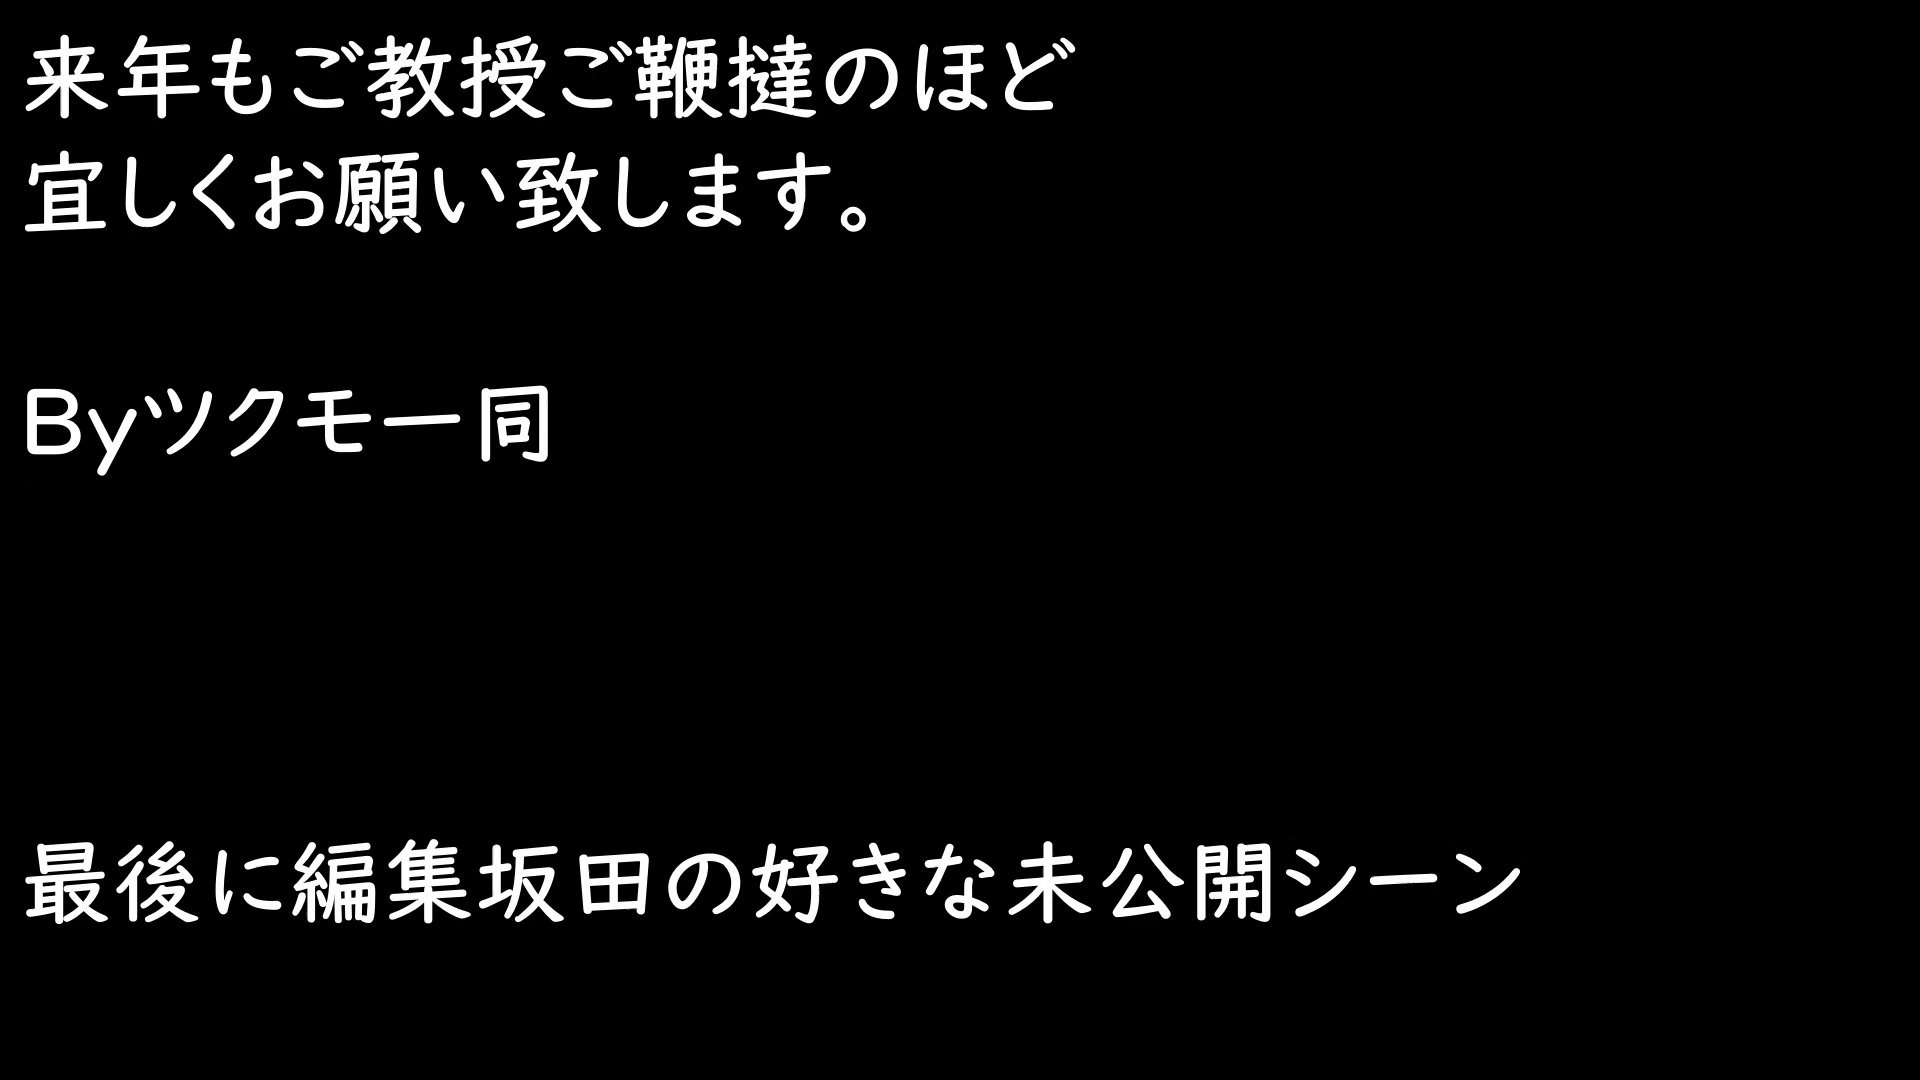 来年もご教授ご鞭撻のほど
宜しくお願い致します。
Byツクモ一同
最後に編集坂田の好きな未公開シーン